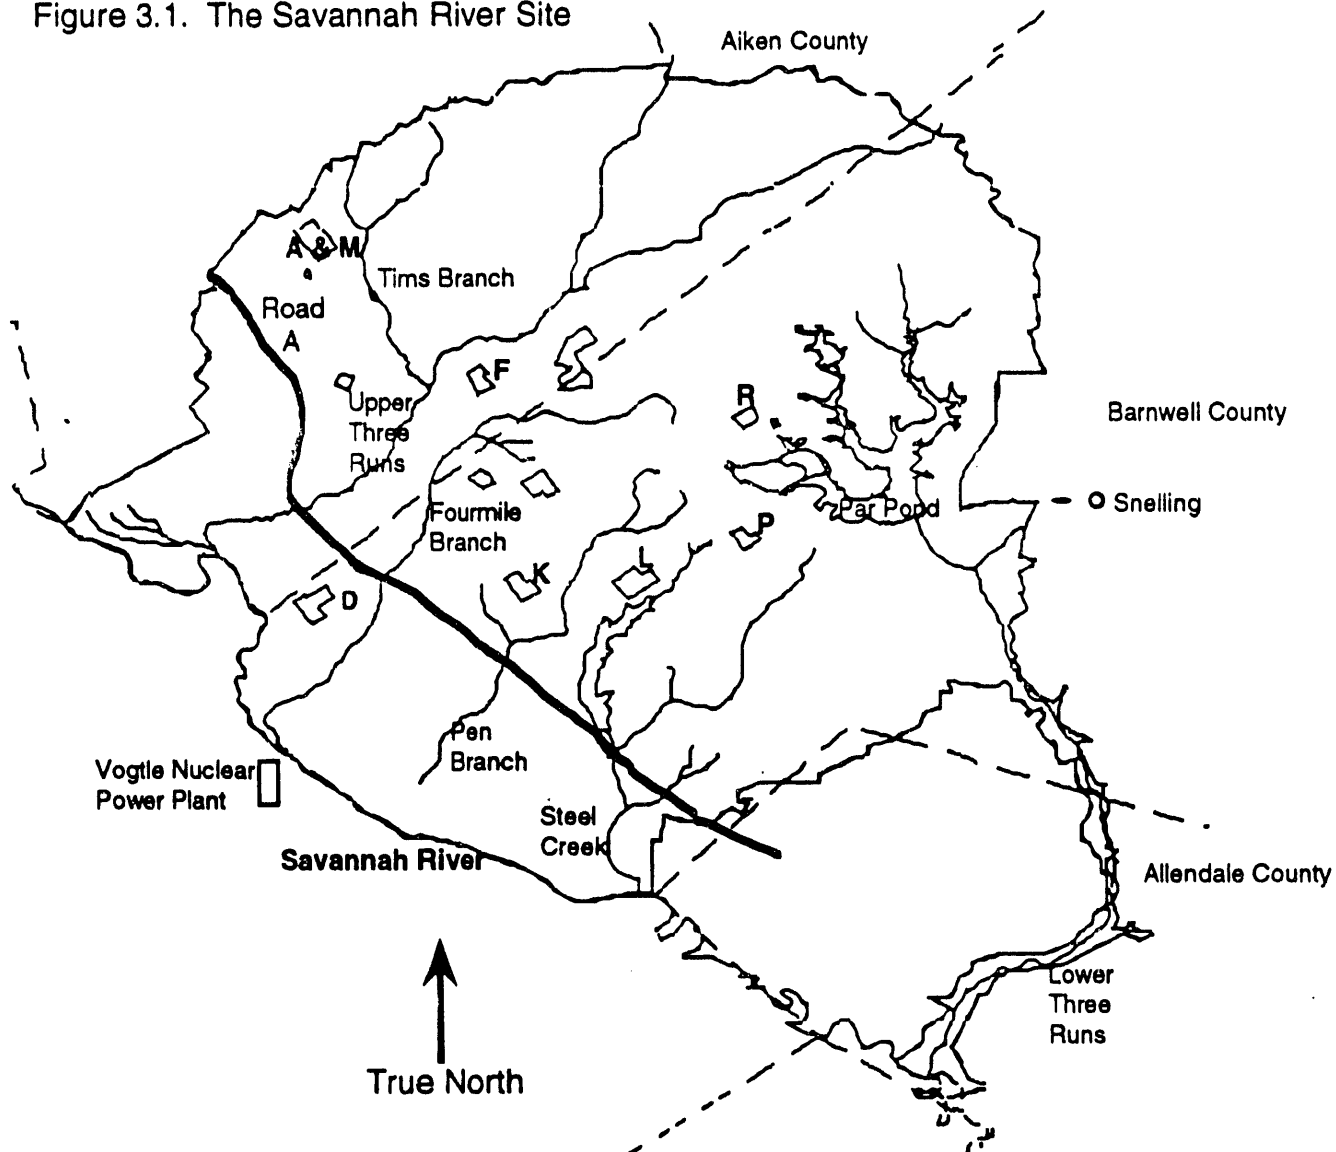 Figure 3.1. The Savannah River Site
Aiken County
A & M
Tims Branch
Road
A
F
Upper
Three
Runs
R
Barnwell County
Snelling
Par Pond
Fourmile
Branch
P
L
K
D
Pen
Branch
Vogtle Nuclear
Power Plant
Steel
Creek
Savannah River
Allendale County
Lower
Three
Runs
True North